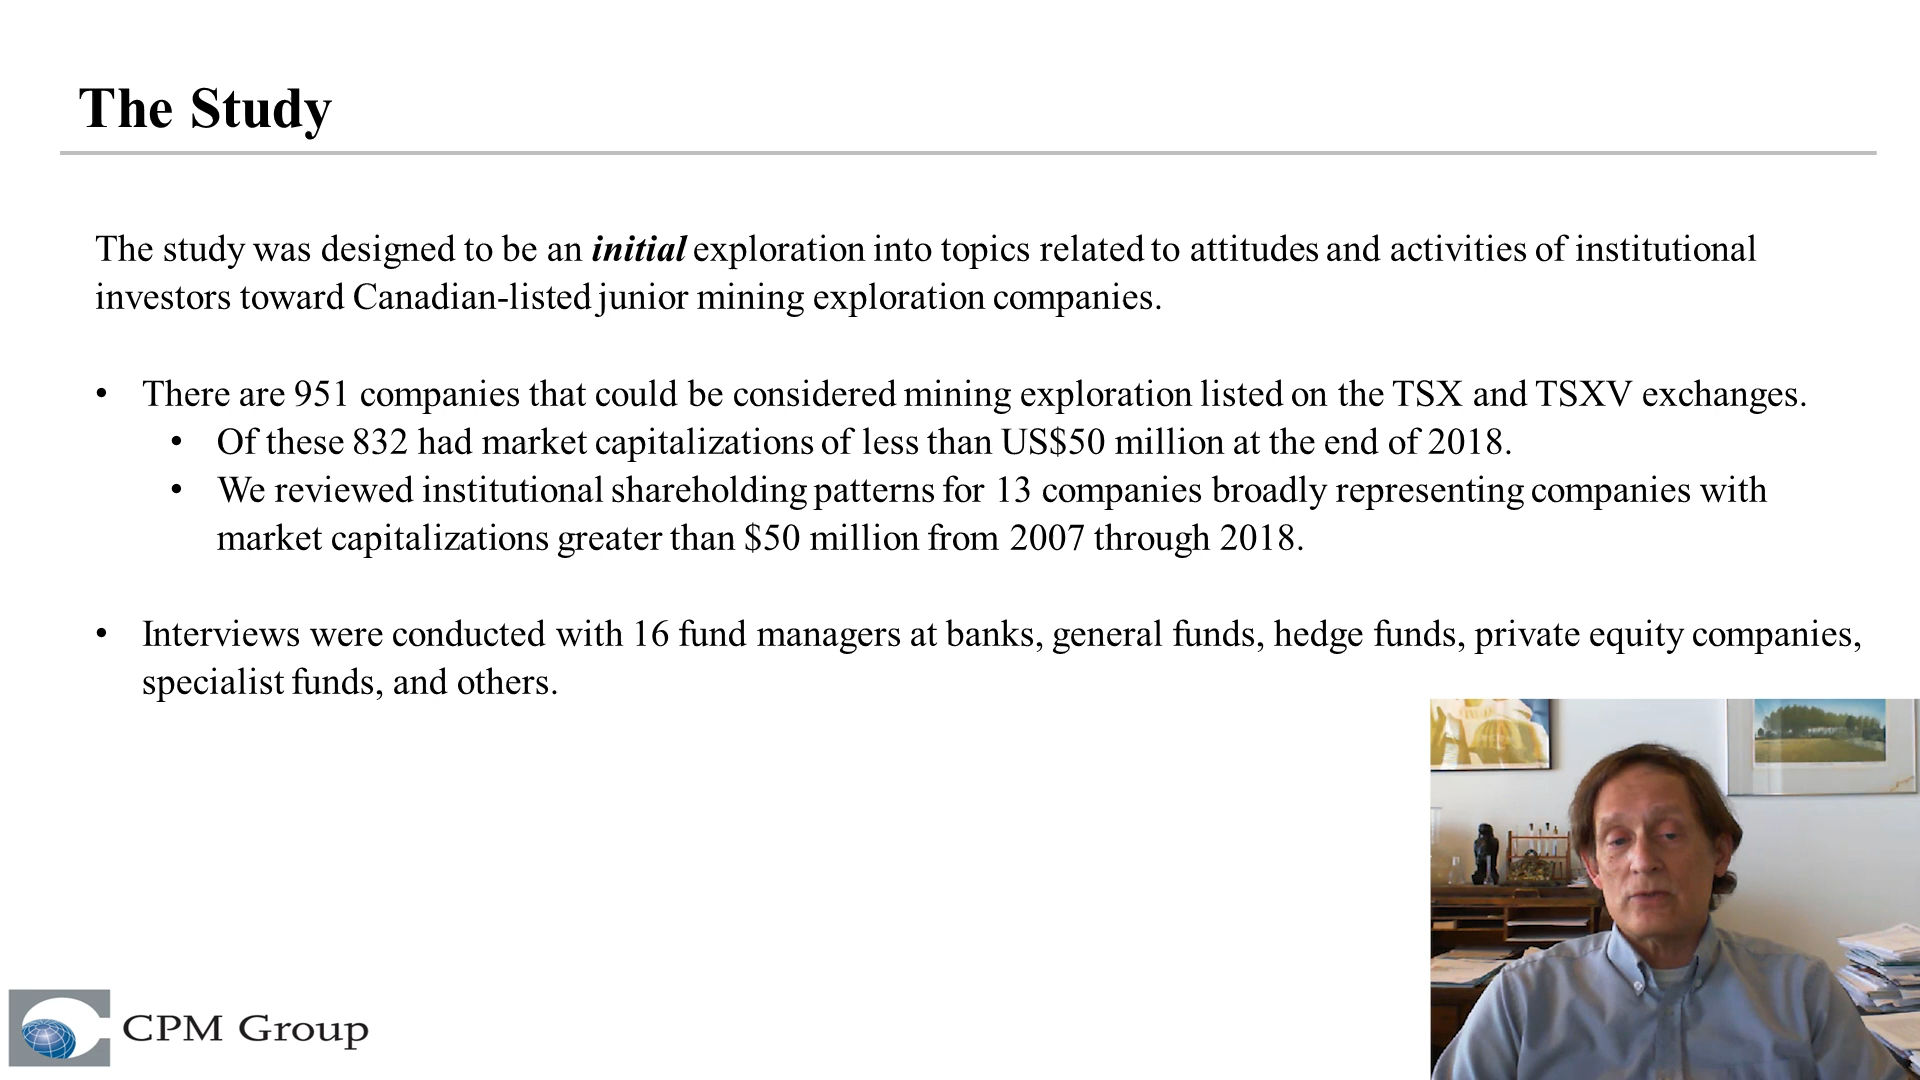 The Study
The study was designed to be an initial exploration into topics related to attitudes and activities of institutional
investors toward Canadian-listed junior mining exploration companies.
• There are 951 companies that could be considered mining exploration listed on the TSX and TSXV exchanges.
• Of these 832 had market capitalizations of less than US$50 million at the end of 2018.
• We reviewed institutional shareholding patterns for 13 companies broadly representing companies with
market capitalizations greater than $50 million from 2007 through 2018.
• Interviews were conducted with 16 fund managers at banks, general funds, hedge funds, private equity companies,
specialist funds, and others.
CPM Group